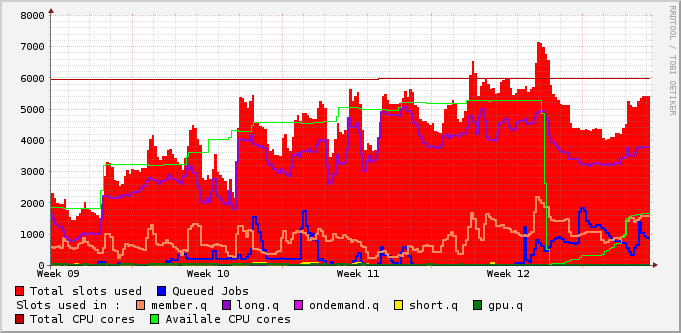 8000
7000
6000
5000
4000
3000
2000
1000
0
Week 09 Week 10 Week 11 Week 12
RRDTOOL / TOBI OETIKER
Total slots used Queued Jobs
Slots used in : member.q long.q ondemand.q short.q gpu.q
Total CPU cores Availale CPU cores